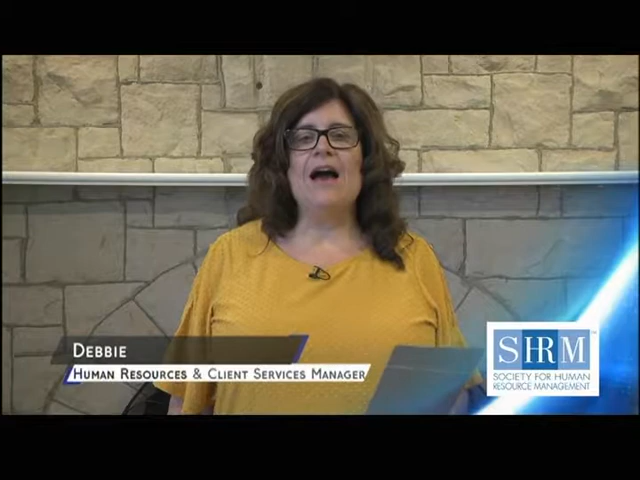 DEBBIE
HUMAN RESOURCES & CLIENT SERVICES MANAGER
SHRM
SOCIETY FOR HUMAN
RESOURCE MANAGEMENT